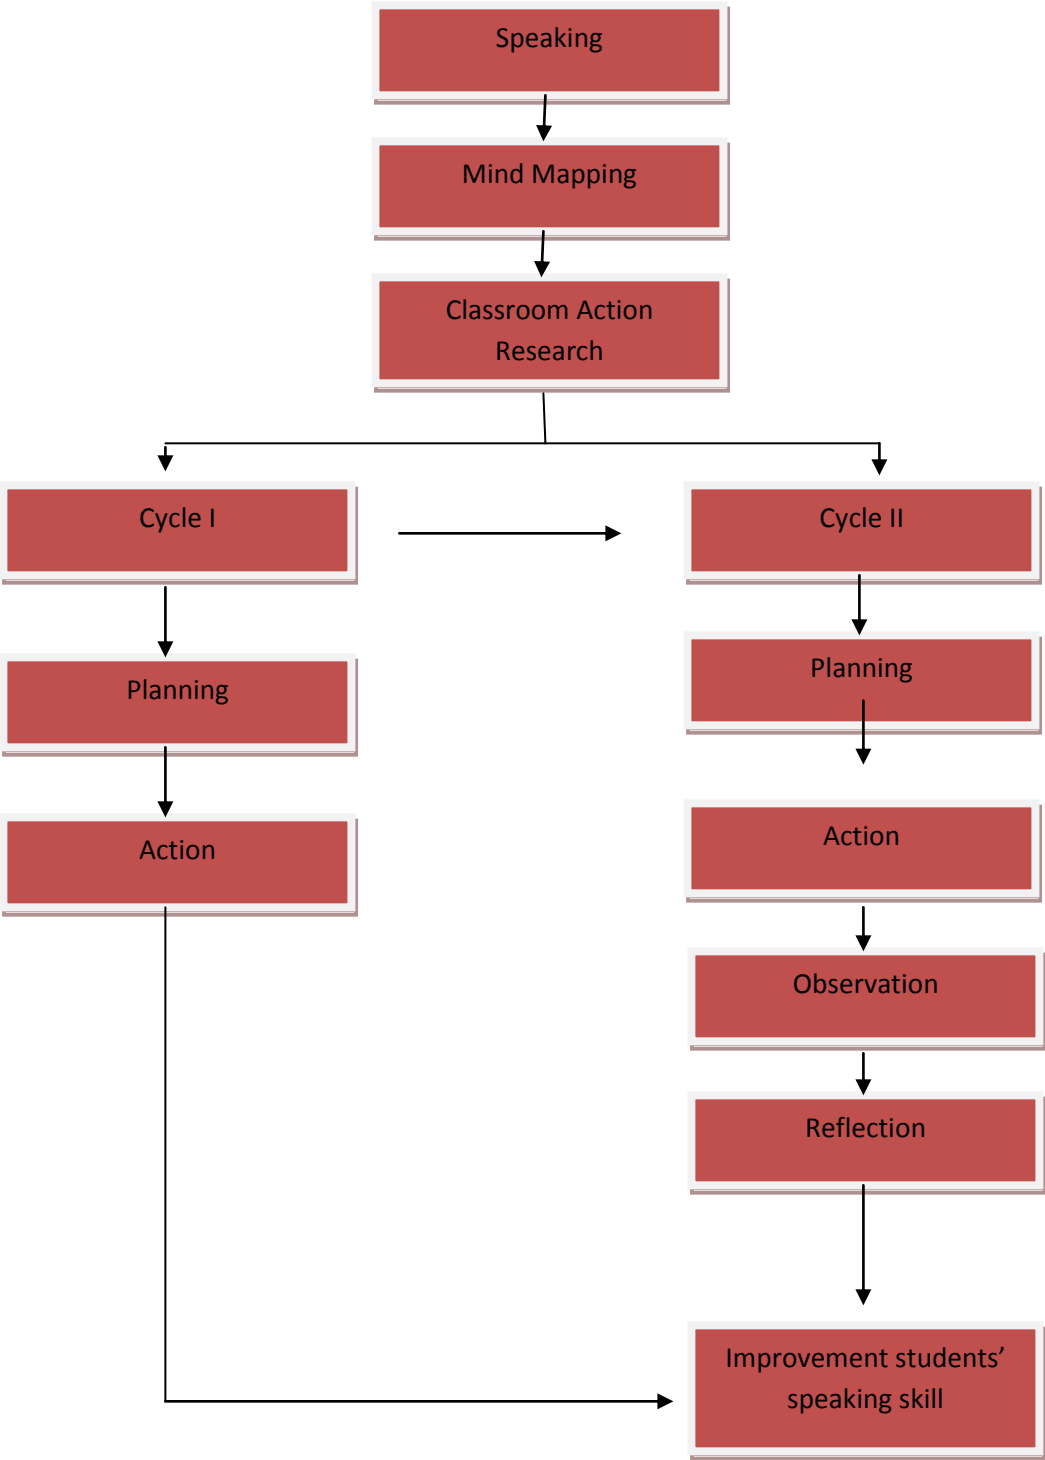 Speaking
Mind Mapping
Classroom Action
Research
Cycle I
Cycle II
Planning
Planning
Action
Action
Observation
Reflection
Improvement students’
speaking skill